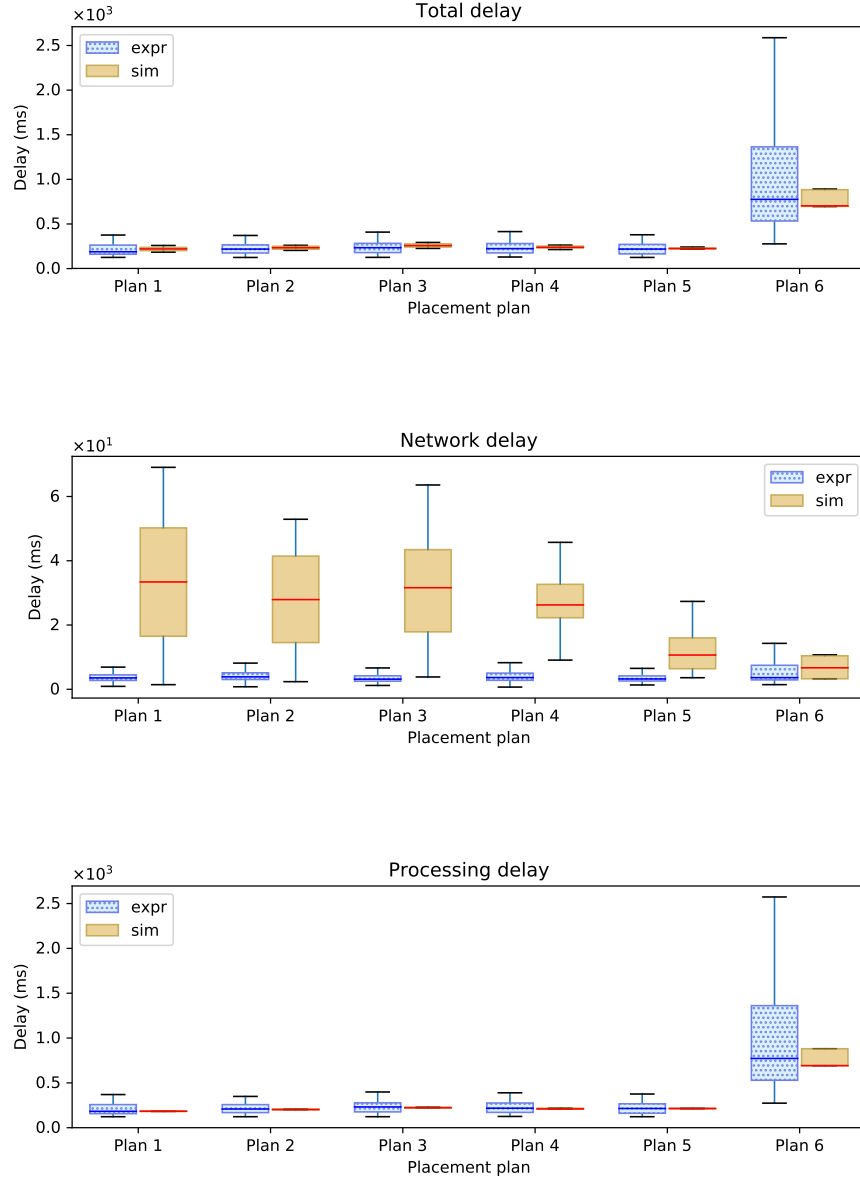 Total delay
×10³
expr
sim
2.5
2.0
1.5
1.0
0.5
0.0
Delay (ms)
Plan 1 Plan 2 Plan 3 Plan 4 Plan 5 Plan 6
Placement plan
Network delay
×10¹
expr
sim
6
4
2
0
Delay (ms)
Plan 1 Plan 2 Plan 3 Plan 4 Plan 5 Plan 6
Placement plan
Processing delay
×10³
expr
sim
2.5
2.0
1.5
1.0
0.5
0.0
Delay (ms)
Plan 1 Plan 2 Plan 3 Plan 4 Plan 5 Plan 6
Placement plan